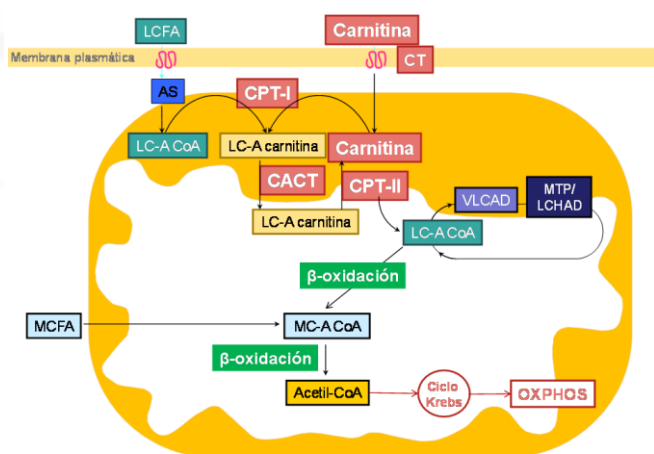 LCFA
Carnitina
Membrana plasmática
CT
AS
CPT-I
LC-A CoA
LC-A carnitina
Carnitina
CACT
CPT-II
LC-A carnitina
VLCAD
MTP/
LCHAD
LC-A CoA
β-oxidación
MCFA
MC-A CoA
β-oxidación
Acetil-CoA
Ciclo
Krebs
OXPHOS